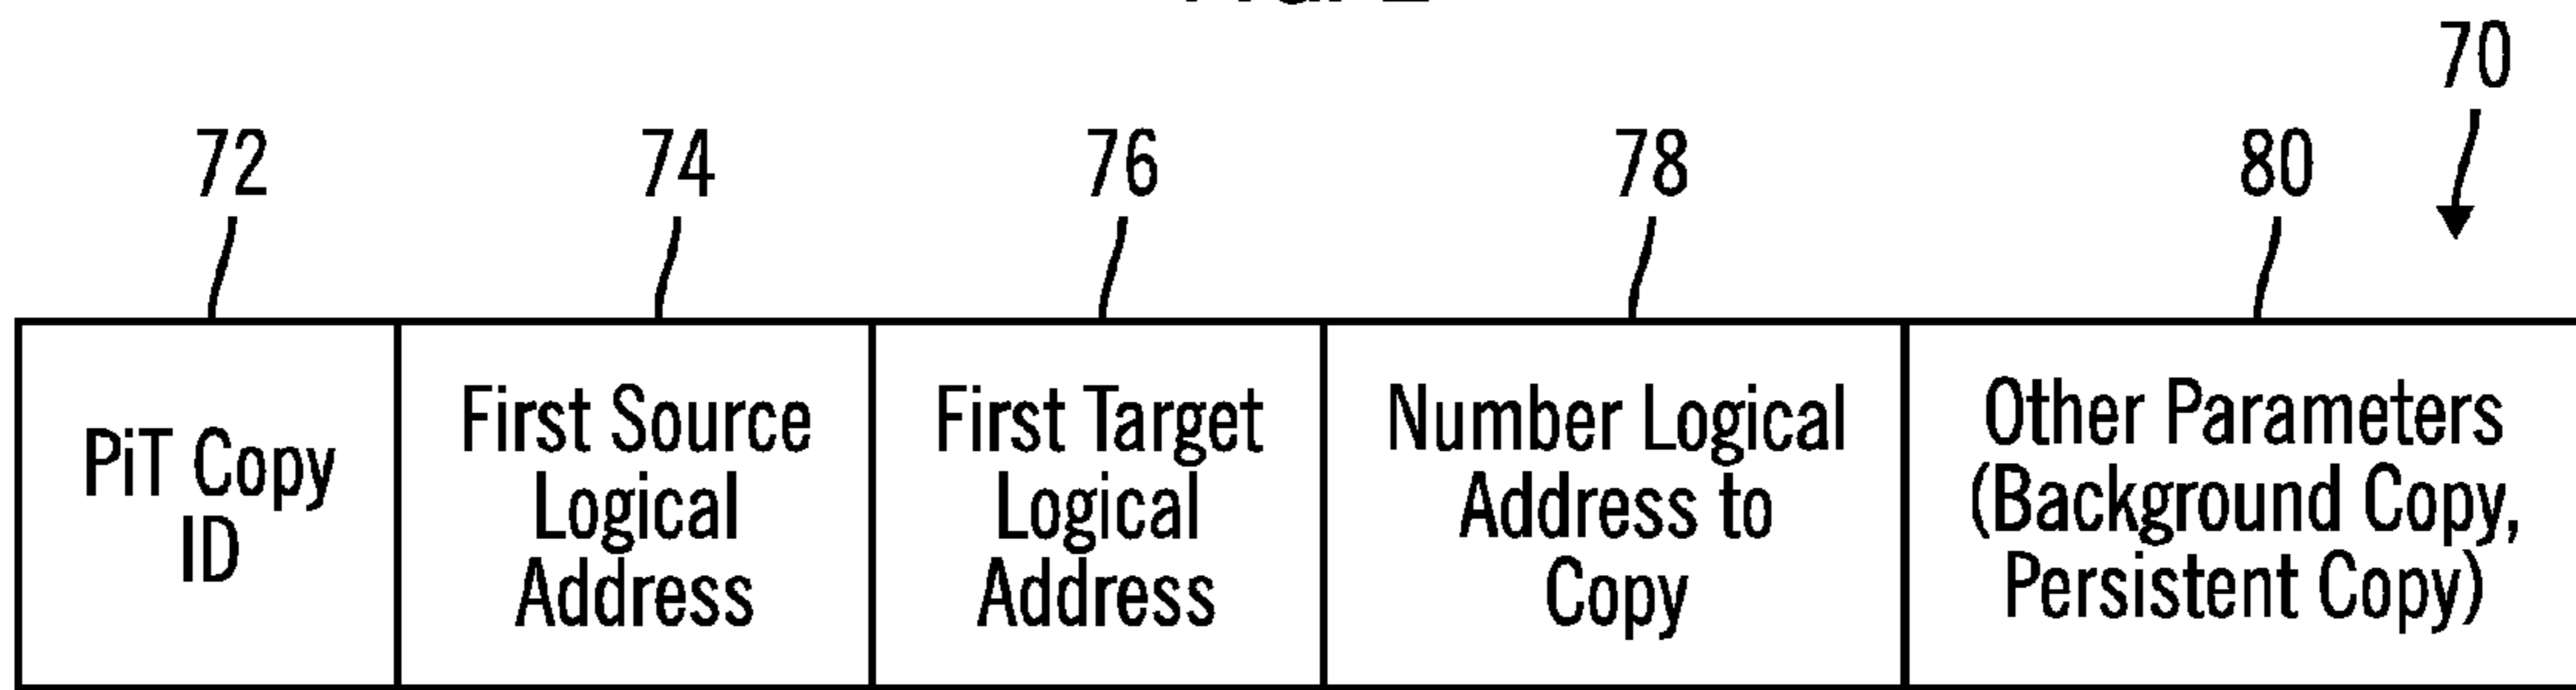 70
72
74
76
78
80
PiT Copy
ID
First Source
Logical
Address
First Target
Logical
Address
Number Logical
Address to
Copy
Other Parameters
(Background Copy,
Persistent Copy)